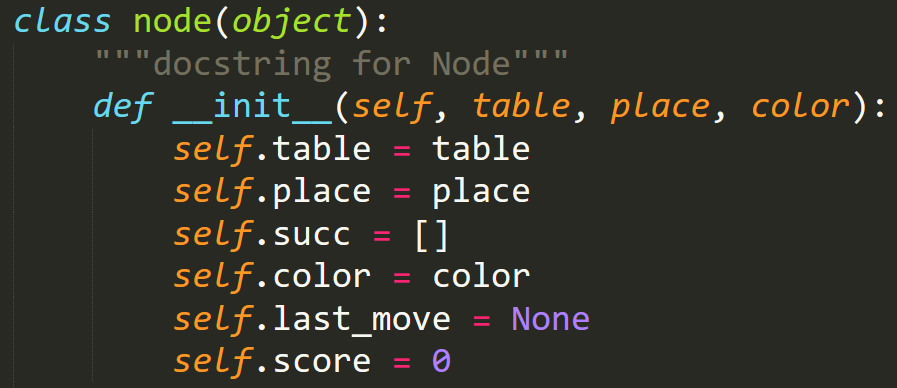 class node(object):
    """docstring for Node"""
    def __init__(self, table, place, color):
        self.table = table
        self.place = place
        self.succ = []
        self.color = color
        self.last_move = None
        self.score = 0